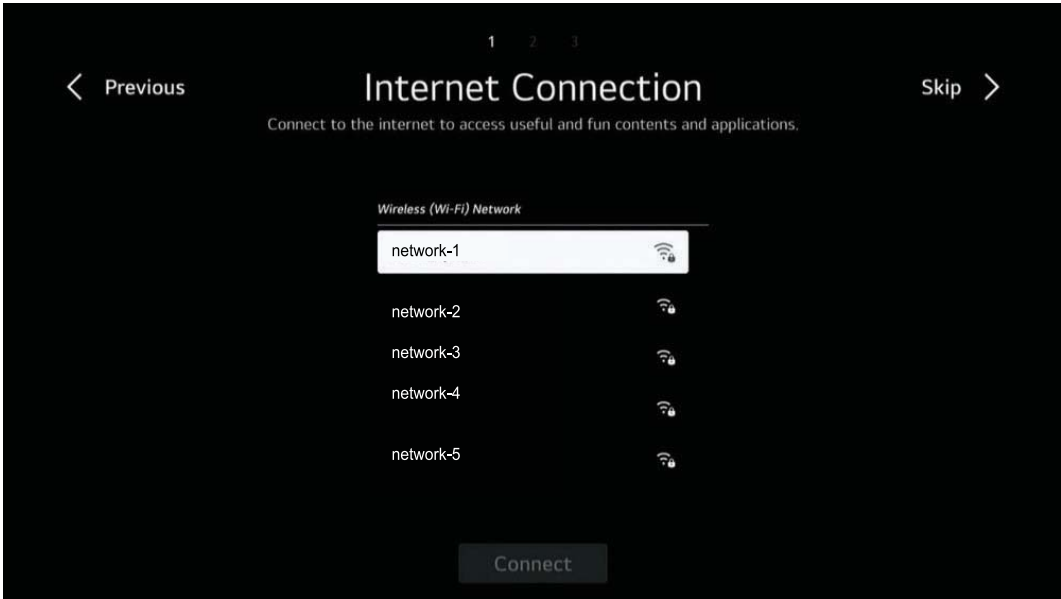 1 2 3
Previous
Internet Connection
Skip
Connect to the internet to access useful and fun contents and applications.
Wireless (Wi-Fi) Network
network-1
network-2
network-3
network-4
network-5
Connect